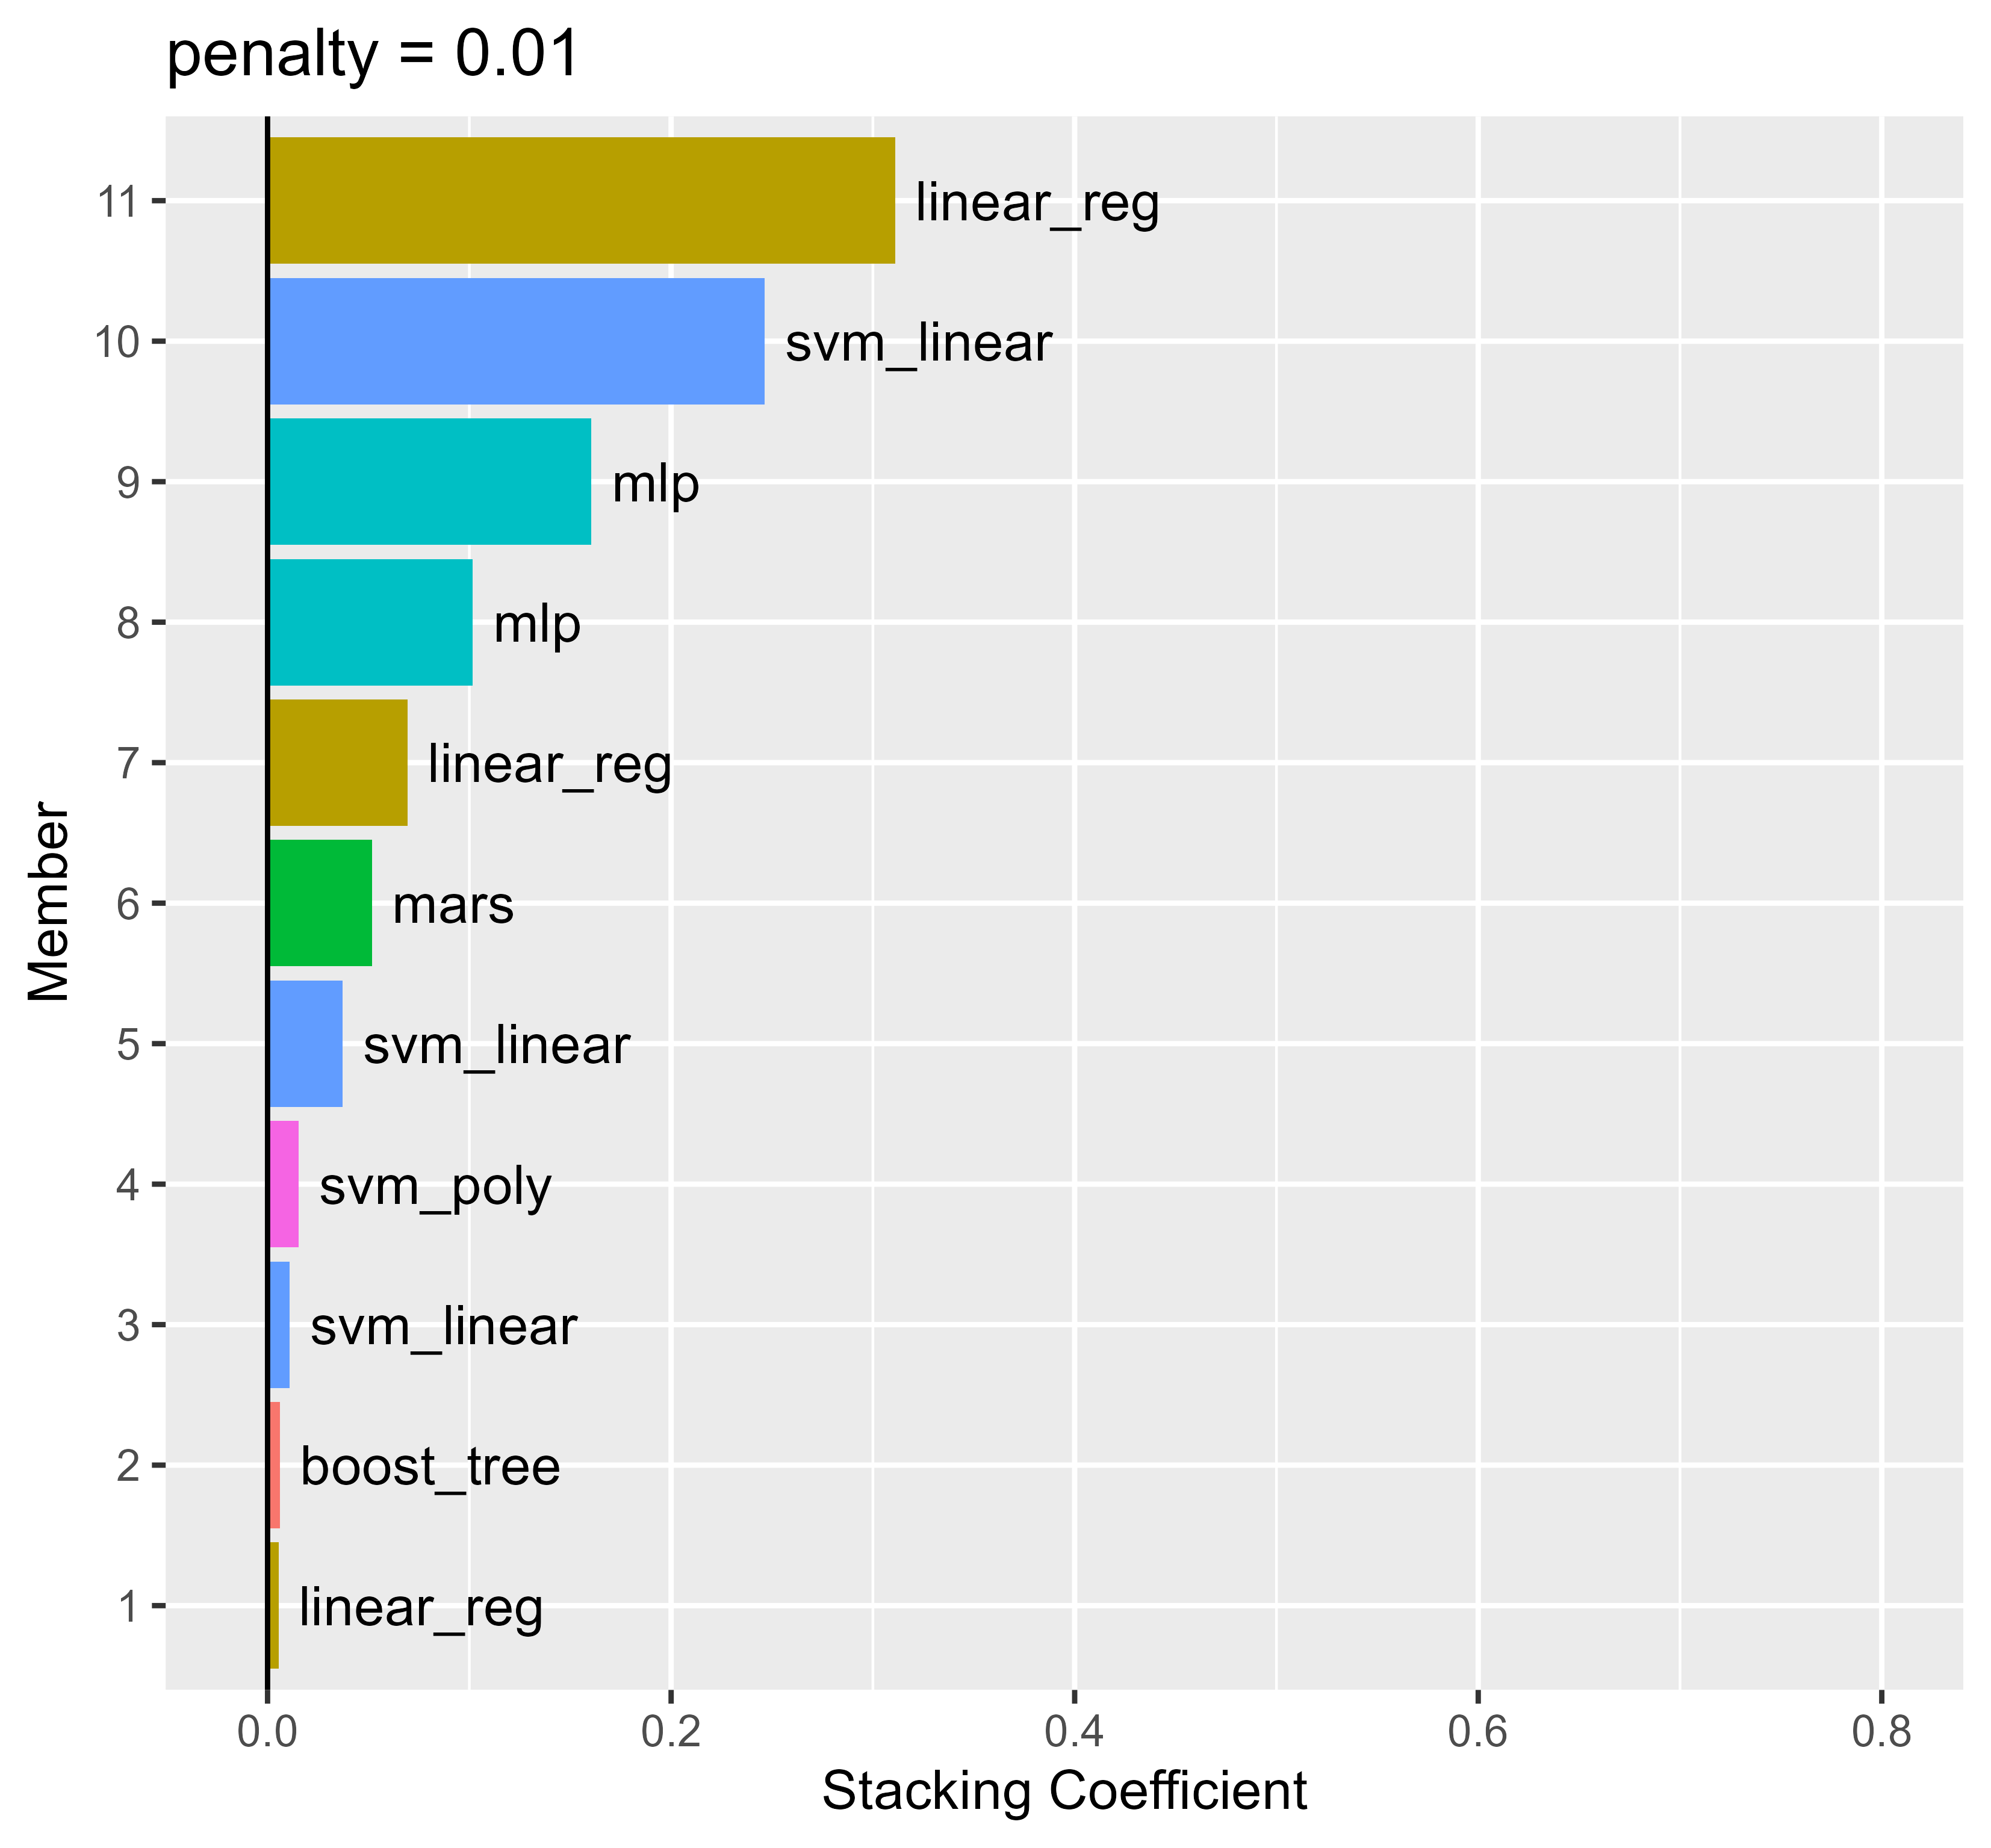 penalty = 0.01
11
linear_reg
10
svm_linear
9
mlp
8
mlp
7
linear_reg
6
mars
5
svm_linear
4
svm_poly
3
svm_linear
2
boost_tree
1
linear_reg
Member
0.0 0.2 0.4 0.6 0.8
Stacking Coefficient